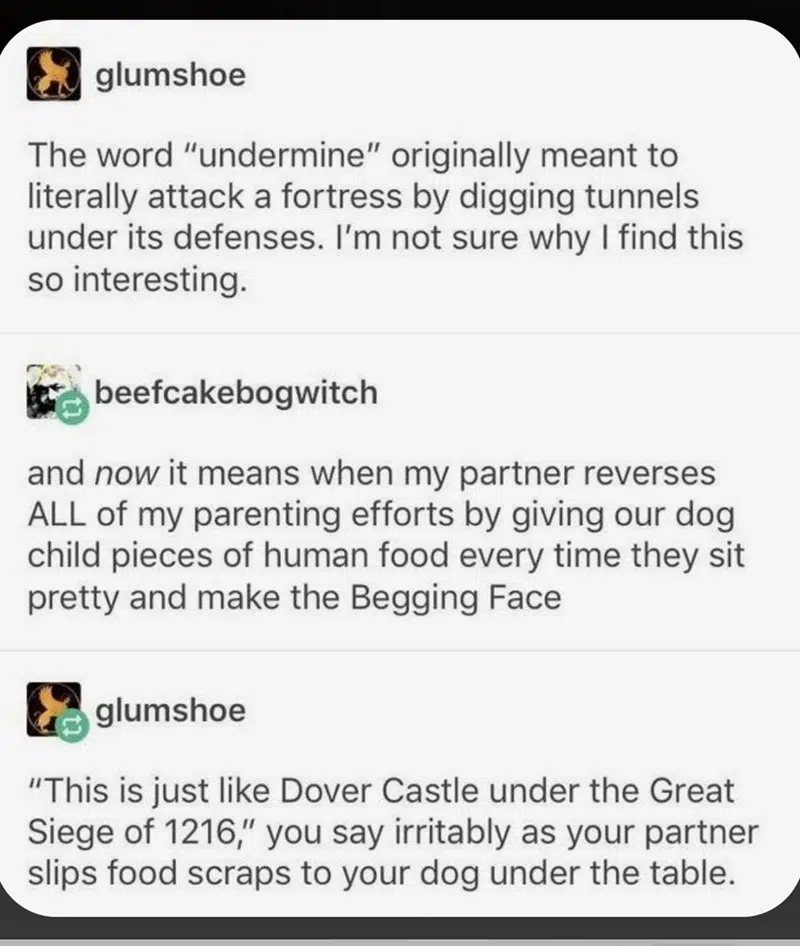 glumshoe
The word “undermine” originally meant to
literally attack a fortress by digging tunnels
under its defenses. I'm not sure why I find this
so interesting.
beefcakebogwitch
and now it means when my partner reverses
ALL of my parenting efforts by giving our dog
child pieces of human food every time they sit
pretty and make the Begging Face
glumshoe
“This is just like Dover Castle under the Great
Siege of 1216,” you say irritably as your partner
slips food scraps to your dog under the table.